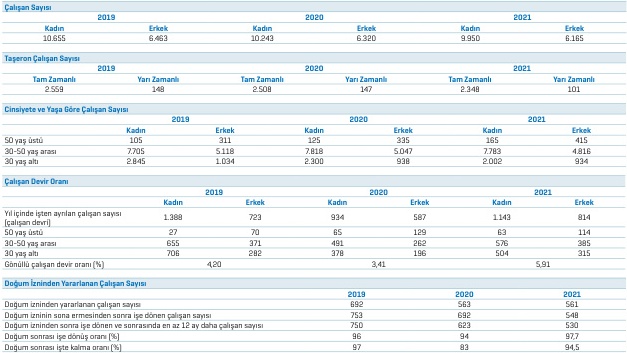 Çalışan Sayısı
2019 2020 2021
Kadın Erkek Kadın Erkek Kadın Erkek
10.655 6.463 10.243 6.320 9.950 6.165
Taşeron Çalışan Sayısı
2019 2020 2021
Tam Zamanlı Yarı Zamanlı Tam Zamanlı Yarı Zamanlı Tam Zamanlı Yarı Zamanlı
2.559 148 2.508 147 2.348 101
Cinsiyete ve Yaşa Göre Çalışan Sayısı
2019 2020 2021
Kadın Erkek Kadın Erkek Kadın Erkek
50 yaş üstü 105 311 125 335 165 415
30-50 yaş arası 7.705 5.118 7.818 5.047 7.783 4.816
30 yaş altı 2.845 1.034 2.300 938 2.002 934
Çalışan Devir Oranı
2019 2020 2021
Kadın Erkek Kadın Erkek Kadın Erkek
Yıl içinde işten ayrılan çalışan sayısı
(çalışan devri) 1.388 723 934 587 1.143 814
50 yaş üstü 27 70 65 129 63 114
30-50 yaş arası 655 371 491 262 576 385
30 yaş altı 706 282 378 196 504 315
Gönüllü çalışan devir oranı (%) 4,20 3,41 5,91
Doğum İzninden Yararlanan Çalışan Sayısı
2019 2020 2021
Doğum izninden yararlanan çalışan sayısı 692 563 561
Doğum izninin sona ermesinden sonra işe dönen çalışan sayısı 753 692 548
Doğum izninden sonra işe dönen ve sonrasında en az 12 ay daha çalışan sayısı 750 623 530
Doğum sonrası işe dönüş oranı (%) 96 94 97,7
Doğum sonrası işte kalma oranı (%) 97 83 94,5